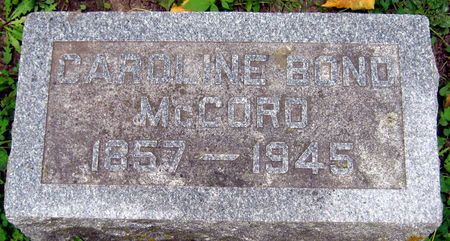 CAROLINE BOND
McCORD
1857 — 1945